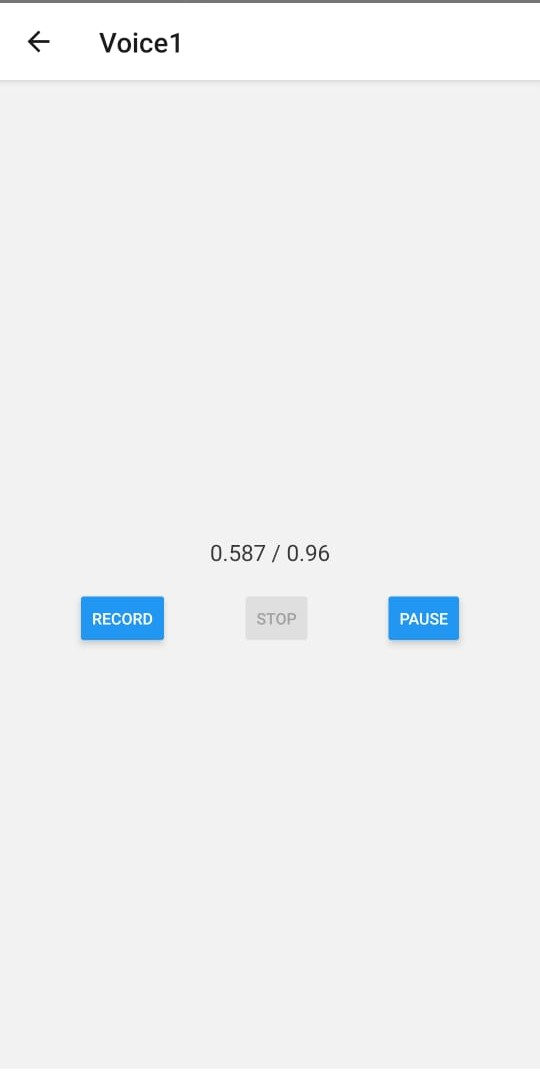 Voice1
0.587 / 0.96
RECORD STOP PAUSE